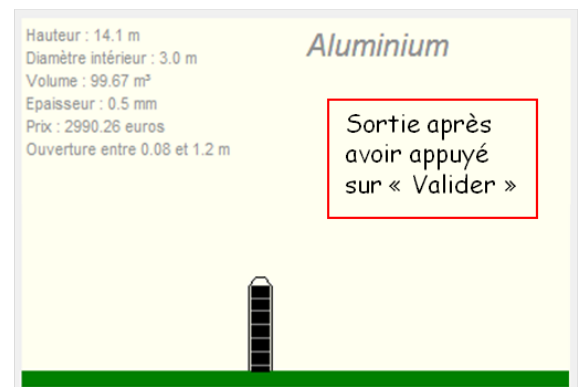 Hauteur : 14.1 m
Diamètre intérieur : 3.0 m
Volume : 99.67 m³
Epaisseur : 0.5 mm
Prix : 2990.26 euros
Ouverture entre 0.08 et 1.2 m
Aluminium
Sortie après
avoir appuyé
sur « Valider »